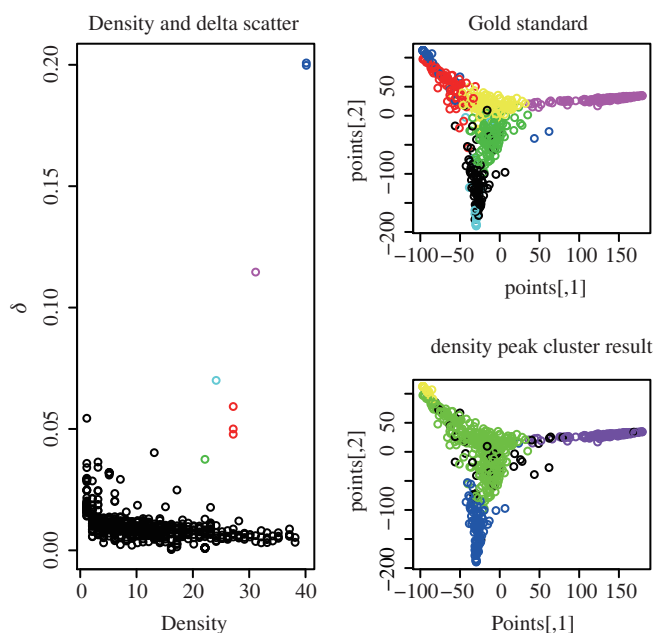 Density and delta scatter
δ
0.20
0.15
0.10
0.05
0.00
0 10 20 30 40
Density
Gold standard
points[,2]
50
0
−100
−200
−100 −50 0 50 100 150
points[,1]
density peak cluster result
points[,2]
50
0
−100
−200
−100 −50 0 50 100 150
Points[,1]